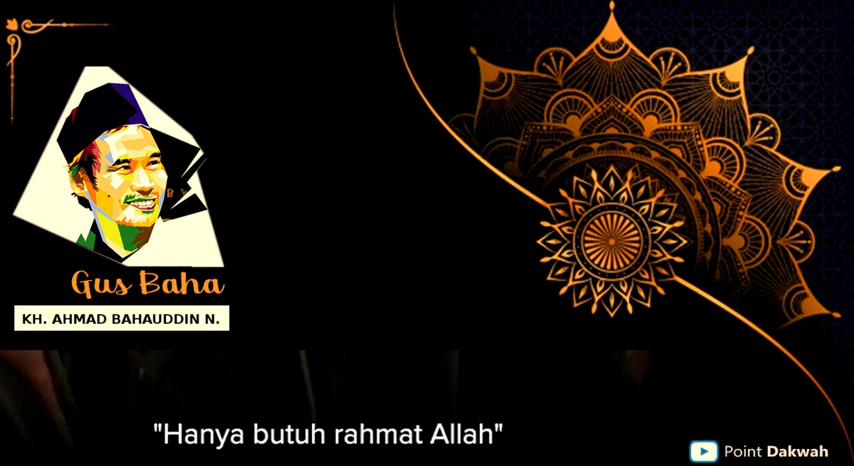 Gus Baha
KH. AHMAD BAHAUDDIN N.
"Hanya butuh rahmat Allah"
Point Dakwah